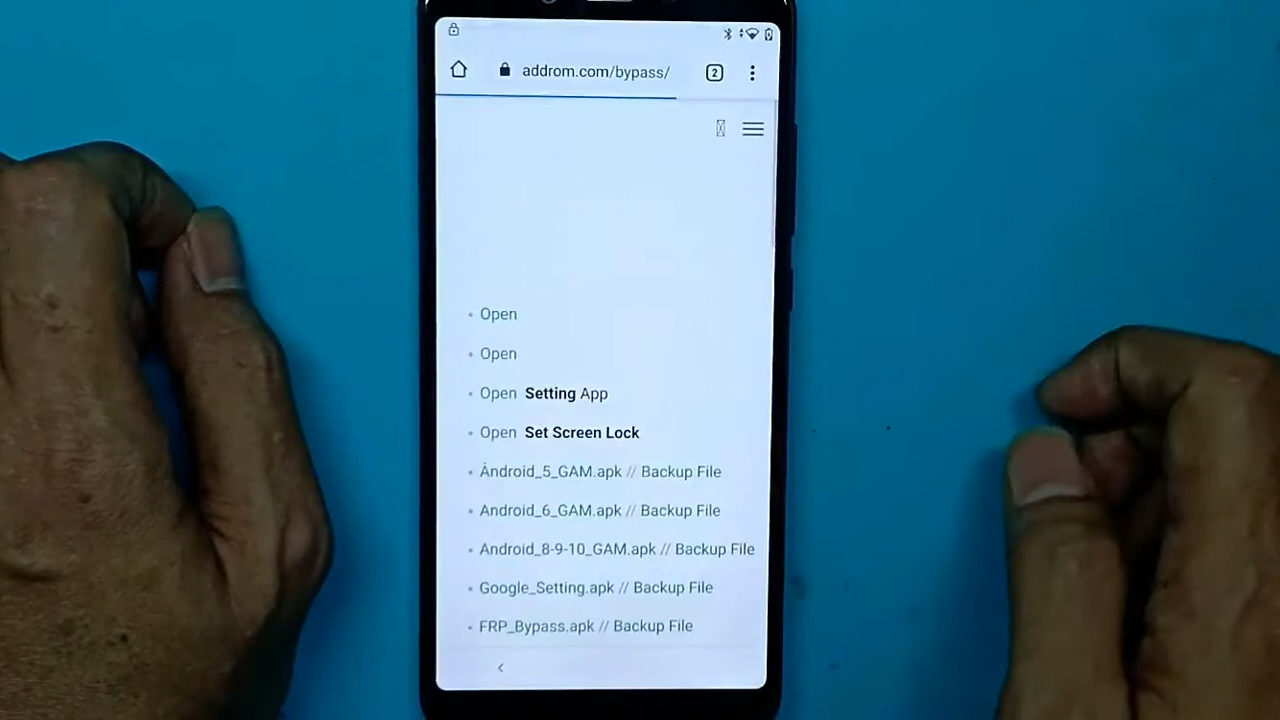 addrom.com/bypass/
2
Open
Open
Open Setting App
Open Set Screen Lock
Android_5_GAM.apk // Backup File
Android_6_GAM.apk // Backup File
Android_8-9-10_GAM.apk // Backup File
Google_Setting.apk // Backup File
FRP_Bypass.apk // Backup File